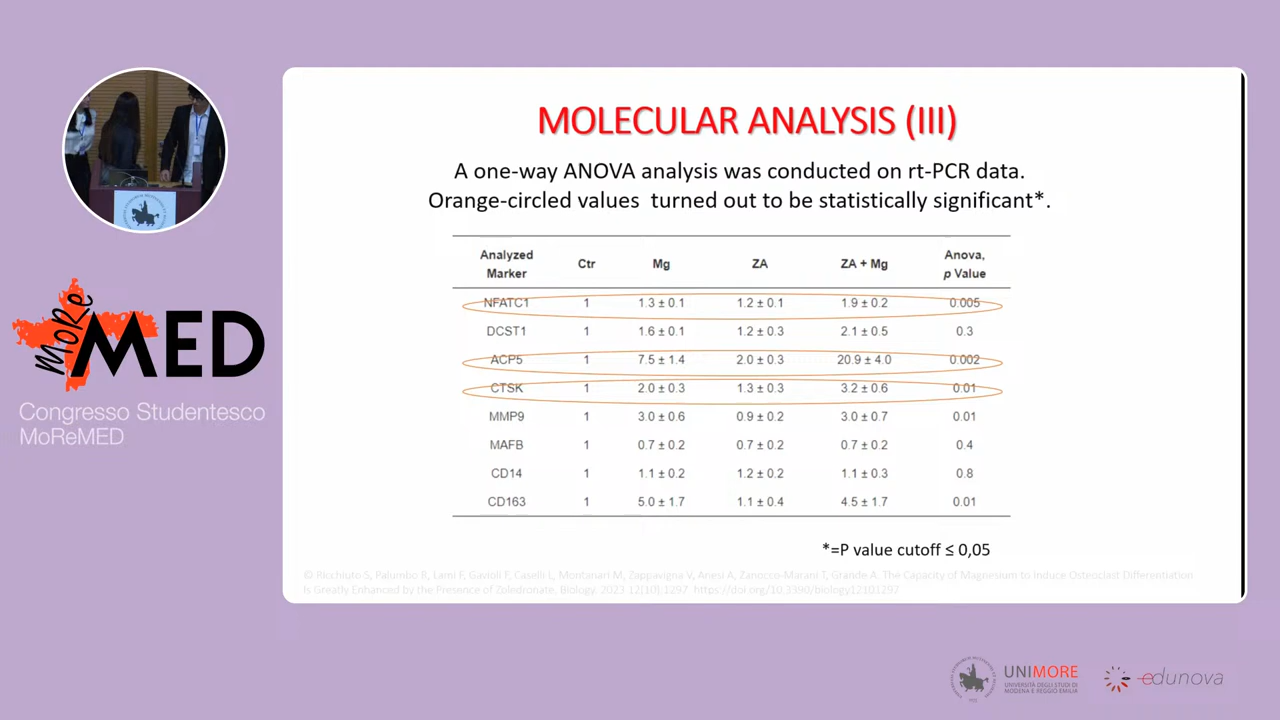 MOLECULAR ANALYSIS (III)
A one-way ANOVA analysis was conducted on rt-PCR data.
Orange-circled values turned out to be statistically significant*.
Analyzed Marker Ctr Mg ZA ZA + Mg Anova, p Value
NFATC1 1 1.3 ± 0.1 1.2 ± 0.1 1.9 ± 0.2 0.005
DCST1 1 1.6 ± 0.1 1.2 ± 0.3 2.1 ± 0.5 0.3
ACP5 1 7.5 ± 1.4 2.0 ± 0.3 20.9 ± 4.0 0.002
CTSK 1 2.0 ± 0.3 1.3 ± 0.3 3.2 ± 0.6 0.01
MMP9 1 3.0 ± 0.6 0.9 ± 0.2 3.0 ± 0.7 0.01
MAFB 1 0.7 ± 0.2 0.7 ± 0.2 0.7 ± 0.2 0.4
CD14 1 1.1 ± 0.2 1.2 ± 0.2 1.1 ± 0.3 0.8
CD163 1 5.0 ± 1.7 1.1 ± 0.4 4.5 ± 1.7 0.01
*=P value cutoff ≤ 0,05
© Ricchiuto S, Palumbo R, Lami F, Gavioli F, Caselli L, Montanari M, Zappavigna V, Anesi A, Zanocco-Marani T, Grande A. The Capacity of Magnesium to Induce Osteoclast Differentiation
Is Greatly Enhanced by the Presence of Zoledronate. Biology. 2023 12(10):1297. https://doi.org/10.3390/biology12101297
MoRe
MED
Congresso Studentesco
MoReMED
UNIMORE
UNIVERSITÀ DEGLI STUDI DI
MODENA E REGGIO EMILIA
edunova